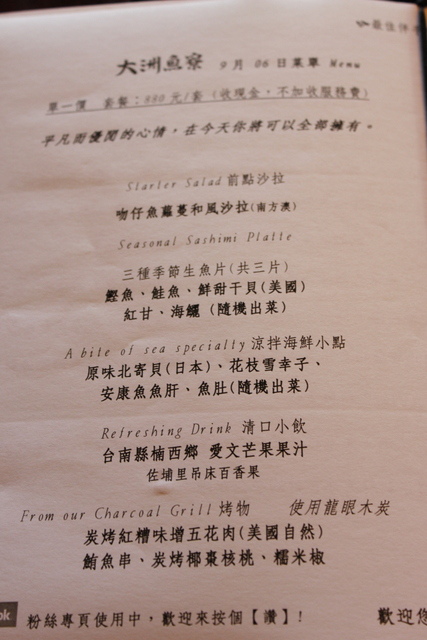 最佳伴
大洲魚寮 9月 06日菜單 Menu
單一價 套餐：880元/套（收現金，不加收服務費）
平凡而優閒的心情，在今天你將可以全部擁有。
Starter Salad 前點沙拉
吻仔魚蘿蔓和風沙拉(南方澳)
Seasonal Sashimi Platte
三種季節生魚片(共三片)
鰹魚、鮭魚、鮮甜干貝(美國)
紅甘、海鱺 (隨機出菜)
A bite of sea specialty 涼拌海鮮小點
原味北寄貝(日本)、花枝雪幸子、
安康魚魚肝、魚肚(隨機出菜)
Refreshing Drink 清口小飲
台南縣楠西鄉 愛文芒果果汁
佐埔里吊床百香果
From our Charcoal Grill 烤物 使用龍眼木炭
炭烤紅糟味增五花肉(美國自然)
鮪魚串、炭烤椰棗核桃、糯米椒
ok 粉絲專頁使用中，歡迎來按個【讚】！ 歡迎您